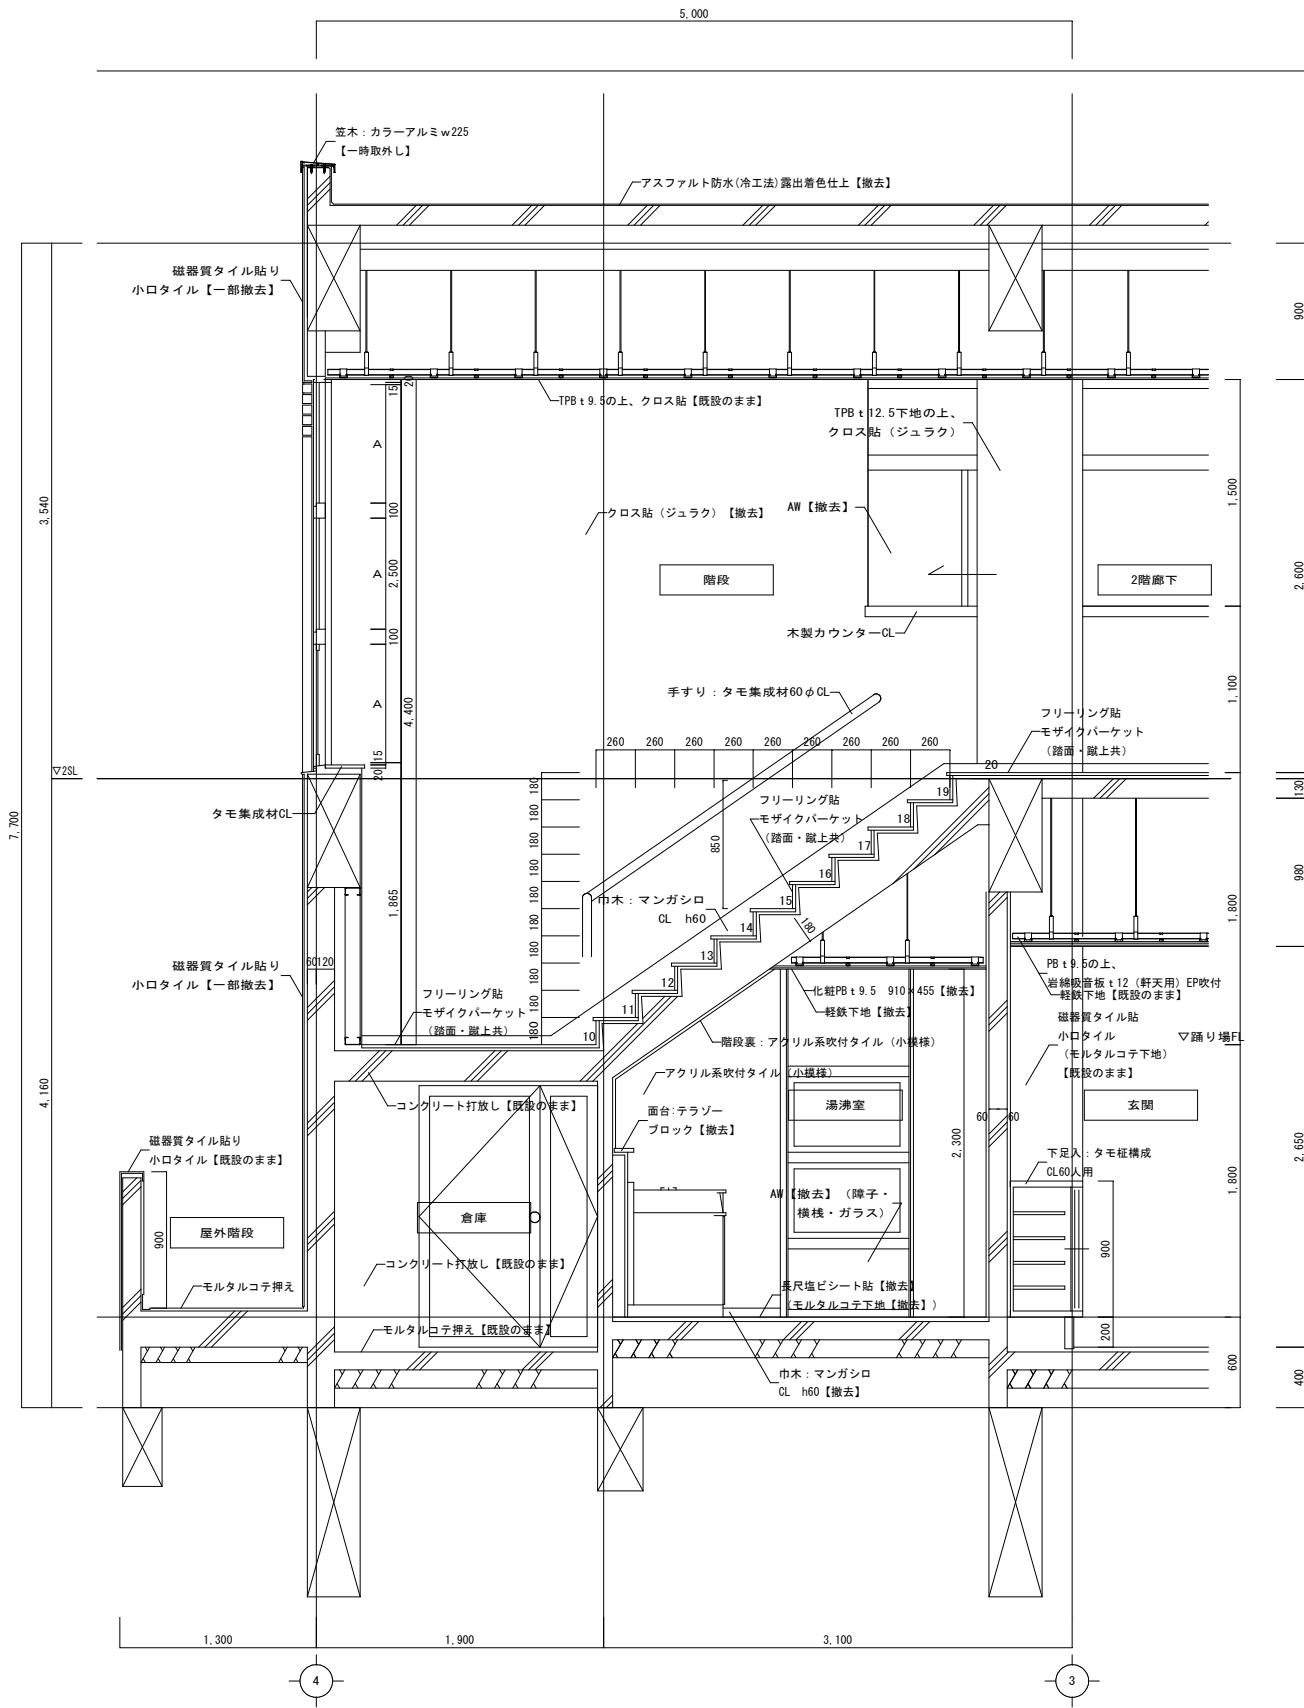 5,000
笠木：カラーアルミｗ225
【一時取外し】
アスファルト防水(冷工法)露出着色仕上【撤去】
磁器質タイル貼り
小口タイル【一部撤去】
900
20
15
TPBｔ9.5の上、クロス貼【既設のまま】
TPBｔ12.5下地の上、
クロス貼（ジュラク）
A
3,540
100
クロス貼（ジュラク）【撤去】
AW【撤去】
1,500
A
2,500
階段
2階廊下
2,600
100
木製カウンターCL
A
4,400
手すり：タモ集成材60φCL
1,100
フリーリング貼
モザイクパーケット
（踏面・蹴上共）
260
260
260
260
260
260
260
260
260
15
20
▽2SL
20
130
7,700
タモ集成材CL
フリーリング貼
モザイクパーケット
（踏面・蹴上共）
850
180
180
180
180
180
180
180
180
180
180
19
18
17
16
15
14
13
12
11
10
980
1,800
1,865
巾木：マンガシロ
CL　h60
180
60
120
磁器質タイル貼り
小口タイル【一部撤去】
フリーリング貼
モザイクパーケット
（踏面・蹴上共）
化粧PBｔ9.5　910×455【撤去】
軽鉄下地【撤去】
PBｔ9.5の上、
岩綿吸音板ｔ12（軒天用）EP吹付
軽鉄下地【既設のまま】
階段裏：アクリル系吹付タイル（小模様）
磁器質タイル貼
小口タイル
（モルタルコテ下地）
【既設のまま】
▽踊り場FL
アクリル系吹付タイル（小模様）
4,160
コンクリート打放し【既設のまま】
面台:テラゾー
ブロック【撤去】
湯沸室
60
60
玄関
磁器質タイル貼り
小口タイル【既設のまま】
2,300
下足入：タモ柾構成
CL60人用
2,650
1,800
AW【撤去】（障子・
横桟・ガラス）
倉庫
屋外階段
900
900
コンクリート打放し【既設のまま】
モルタルコテ押え
長尺塩ビシート貼【撤去】
（モルタルコテ下地【撤去】）
モルタルコテ押え【既設のまま】
200
600
400
巾木：マンガシロ
CL　h60【撤去】
1,300
1,900
3,100
4
3